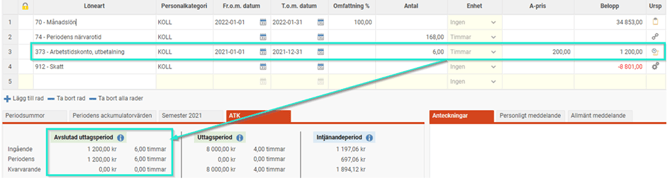 Löneart Personalkategori Fr.o.m. datum T.o.m. datum Omfattning % Antal Enhet A-pris Belopp Ursp
1 70 - Månadslön KOLL 2022-01-01 2022-01-31 100,00 Ingen 34 853,00
2 74 - Periodens närvarotid KOLL 168,00 Ingen
3 373 - Arbetstidskonto, utbetalning KOLL 2021-01-01 2021-12-31 6,00 Timmar 200,00 1 200,00
4 912 - Skatt KOLL Ingen -8 801,00
5 Ingen
Lägg till rad Ta bort rad Ta bort alla rader
Periodsummor Periodens ackumulatorvärden Semester 2021 ATK Anteckningar Personligt meddelande Allmänt meddelande
Avslutad uttagsperiod Uttagsperiod Intjänandeperiod
Ingående 1 200,00 kr 6,00 timmar 8 000,00 kr 4,00 timmar 1 197,06 kr
Periodens 1 200,00 kr 6,00 timmar 0,00 kr 0,00 timmar 697,06 kr
Kvarvarande 0,00 kr 0,00 timmar 8 000,00 kr 4,00 timmar 1 894,12 kr